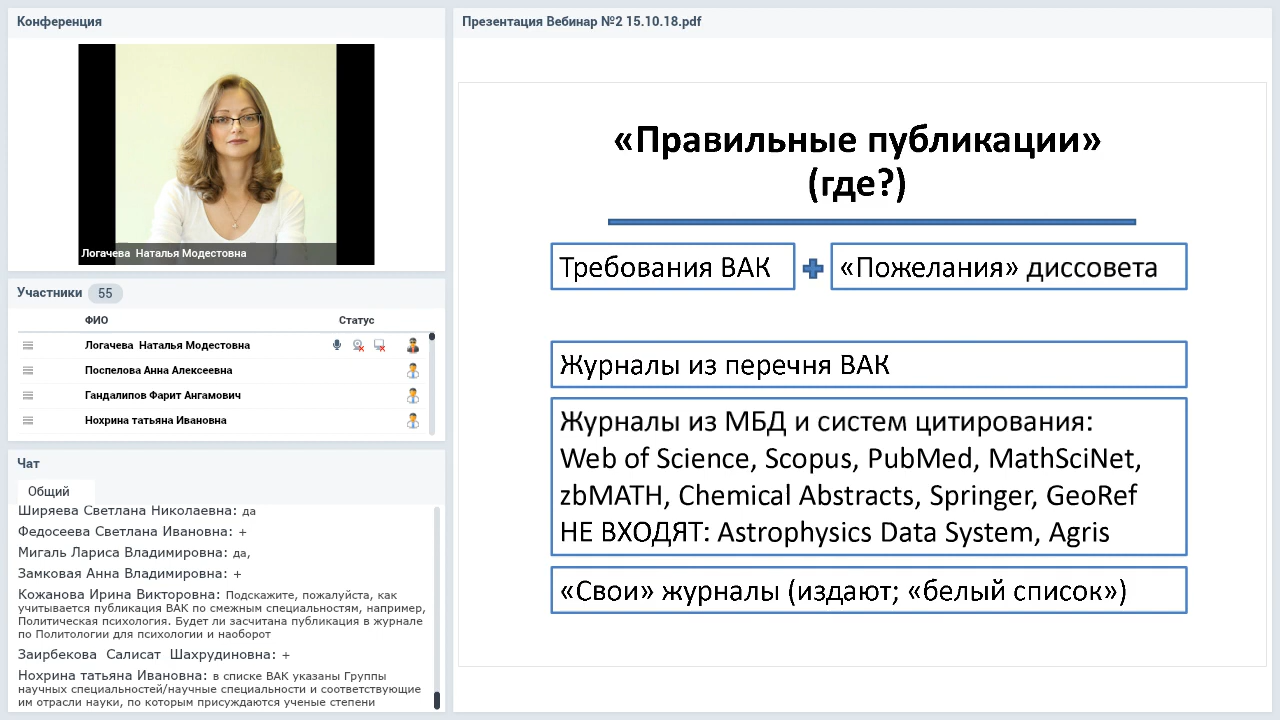 Конференция
Логачева  Наталья Модестовна
Участники 55
ФИО Статус
Логачева  Наталья Модестовна
Поспелова Анна Алексеевна
Гандалипов Фарит Ангамович
Нохрина татьяна Ивановна
Чат
Общий
Ширяева Светлана Николаевна: да
Федосеева Светлана Ивановна: +
Мигаль Лариса Владимировна: да,
Замковая Анна Владимировна: +
Кожанова Ирина Викторовна: Подскажите, пожалуйста, как
учитывается публикация ВАК по смежным специальностям, например,
Политическая психология. Будет ли засчитана публикация в журнале
по Политологии для психологии и наоборот
Заирбекова  Салисат  Шахрудиновна: +
Нохрина татьяна Ивановна: в списке ВАК указаны Группы
научных специальностей/научные специальности и соответствующие
им отрасли науки, по которым присуждаются ученые степени
Презентация Вебинар №2 15.10.18.pdf
«Правильные публикации»
(где?)
Требования ВАК + «Пожелания» диссовета
Журналы из перечня ВАК
Журналы из МБД и систем цитирования:
Web of Science, Scopus, PubMed, MathSciNet,
zbMATH, Chemical Abstracts, Springer, GeoRef
НЕ ВХОДЯТ: Astrophysics Data System, Agris
«Свои» журналы (издают; «белый список»)